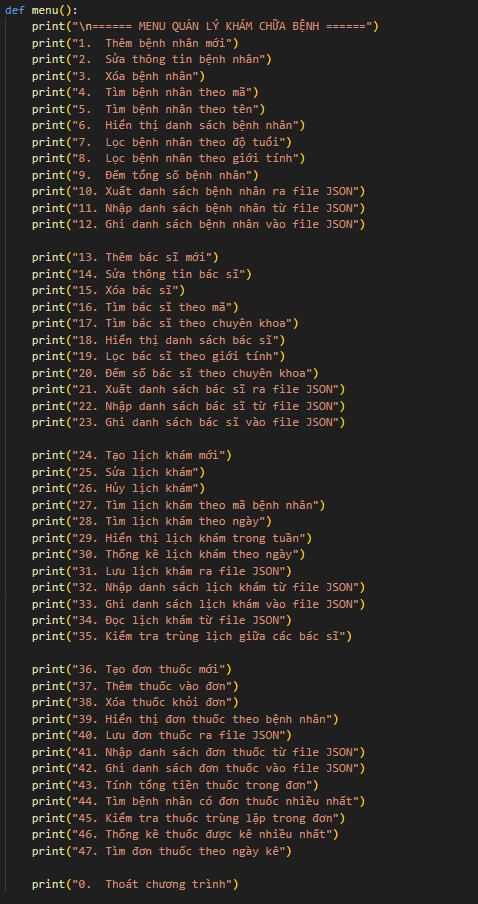 def menu():
    print("\n====== MENU QUẢN LÝ KHÁM CHỮA BỆNH ======")
    print("1.  Thêm bệnh nhân mới")
    print("2.  Sửa thông tin bệnh nhân")
    print("3.  Xóa bệnh nhân")
    print("4.  Tìm bệnh nhân theo mã")
    print("5.  Tìm bệnh nhân theo tên")
    print("6.  Hiển thị danh sách bệnh nhân")
    print("7.  Lọc bệnh nhân theo độ tuổi")
    print("8.  Lọc bệnh nhân theo giới tính")
    print("9.  Đếm tổng số bệnh nhân")
    print("10. Xuất danh sách bệnh nhân ra file JSON")
    print("11. Nhập danh sách bệnh nhân từ file JSON")
    print("12. Ghi danh sách bệnh nhân vào file JSON")

    print("13. Thêm bác sĩ mới")
    print("14. Sửa thông tin bác sĩ")
    print("15. Xóa bác sĩ")
    print("16. Tìm bác sĩ theo mã")
    print("17. Tìm bác sĩ theo chuyên khoa")
    print("18. Hiển thị danh sách bác sĩ")
    print("19. Lọc bác sĩ theo giới tính")
    print("20. Đếm số bác sĩ theo chuyên khoa")
    print("21. Xuất danh sách bác sĩ ra file JSON")
    print("22. Nhập danh sách bác sĩ từ file JSON")
    print("23. Ghi danh sách bác sĩ vào file JSON")

    print("24. Tạo lịch khám mới")
    print("25. Sửa lịch khám")
    print("26. Hủy lịch khám")
    print("27. Tìm lịch khám theo mã bệnh nhân")
    print("28. Tìm lịch khám theo ngày")
    print("29. Hiển thị lịch khám trong tuần")
    print("30. Thống kê lịch khám theo ngày")
    print("31. Lưu lịch khám ra file JSON")
    print("32. Nhập danh sách lịch khám từ file JSON")
    print("33. Ghi danh sách lịch khám vào file JSON")
    print("34. Đọc lịch khám từ file JSON")
    print("35. Kiểm tra trùng lịch giữa các bác sĩ")

    print("36. Tạo đơn thuốc mới")
    print("37. Thêm thuốc vào đơn")
    print("38. Xóa thuốc khỏi đơn")
    print("39. Hiển thị đơn thuốc theo bệnh nhân")
    print("40. Lưu đơn thuốc ra file JSON")
    print("41. Nhập danh sách đơn thuốc từ file JSON")
    print("42. Ghi danh sách đơn thuốc vào file JSON")
    print("43. Tính tổng tiền thuốc trong đơn")
    print("44. Tìm bệnh nhân có đơn thuốc nhiều nhất")
    print("45. Kiểm tra thuốc trùng lặp trong đơn")
    print("46. Thống kê thuốc được kê nhiều nhất")
    print("47. Tìm đơn thuốc theo ngày kê")

    print("0.  Thoát chương trình")